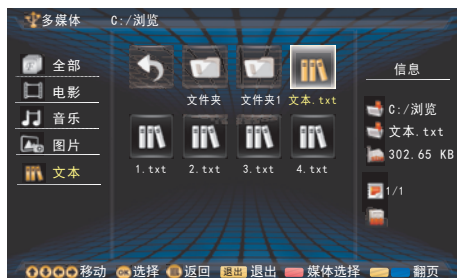 多媒体 C:/浏览
全部
电影
音乐
图片
文本
文件夹 文件夹1 文本.txt
1.txt 2.txt 3.txt 4.txt
信息
C:/浏览
文本.txt
302.65 KB
1/1
移动 OK 选择 返回 退出 退出 媒体选择 翻页